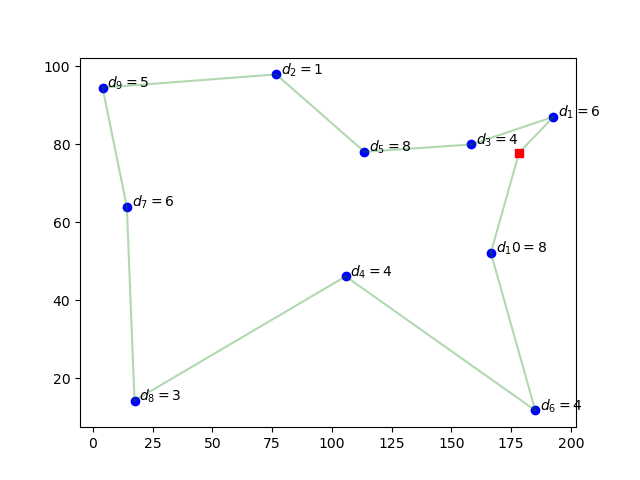 100
80
60
40
20
0
25
50
75
100
125
150
175
200
d₉ = 5
d₂ = 1
d₁ = 6
d₅ = 8
d₃ = 4
d₇ = 6
d₁0 = 8
d₄ = 4
d₈ = 3
d₆ = 4